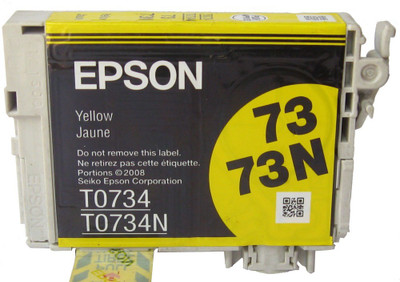 EPSON
Yellow
Jaune
Do not remove this label.
Ne retirez pas cette étiquette.
Portions ©2008
Seiko Epson Corporation
T0734
T0734N
73
73N
PULL